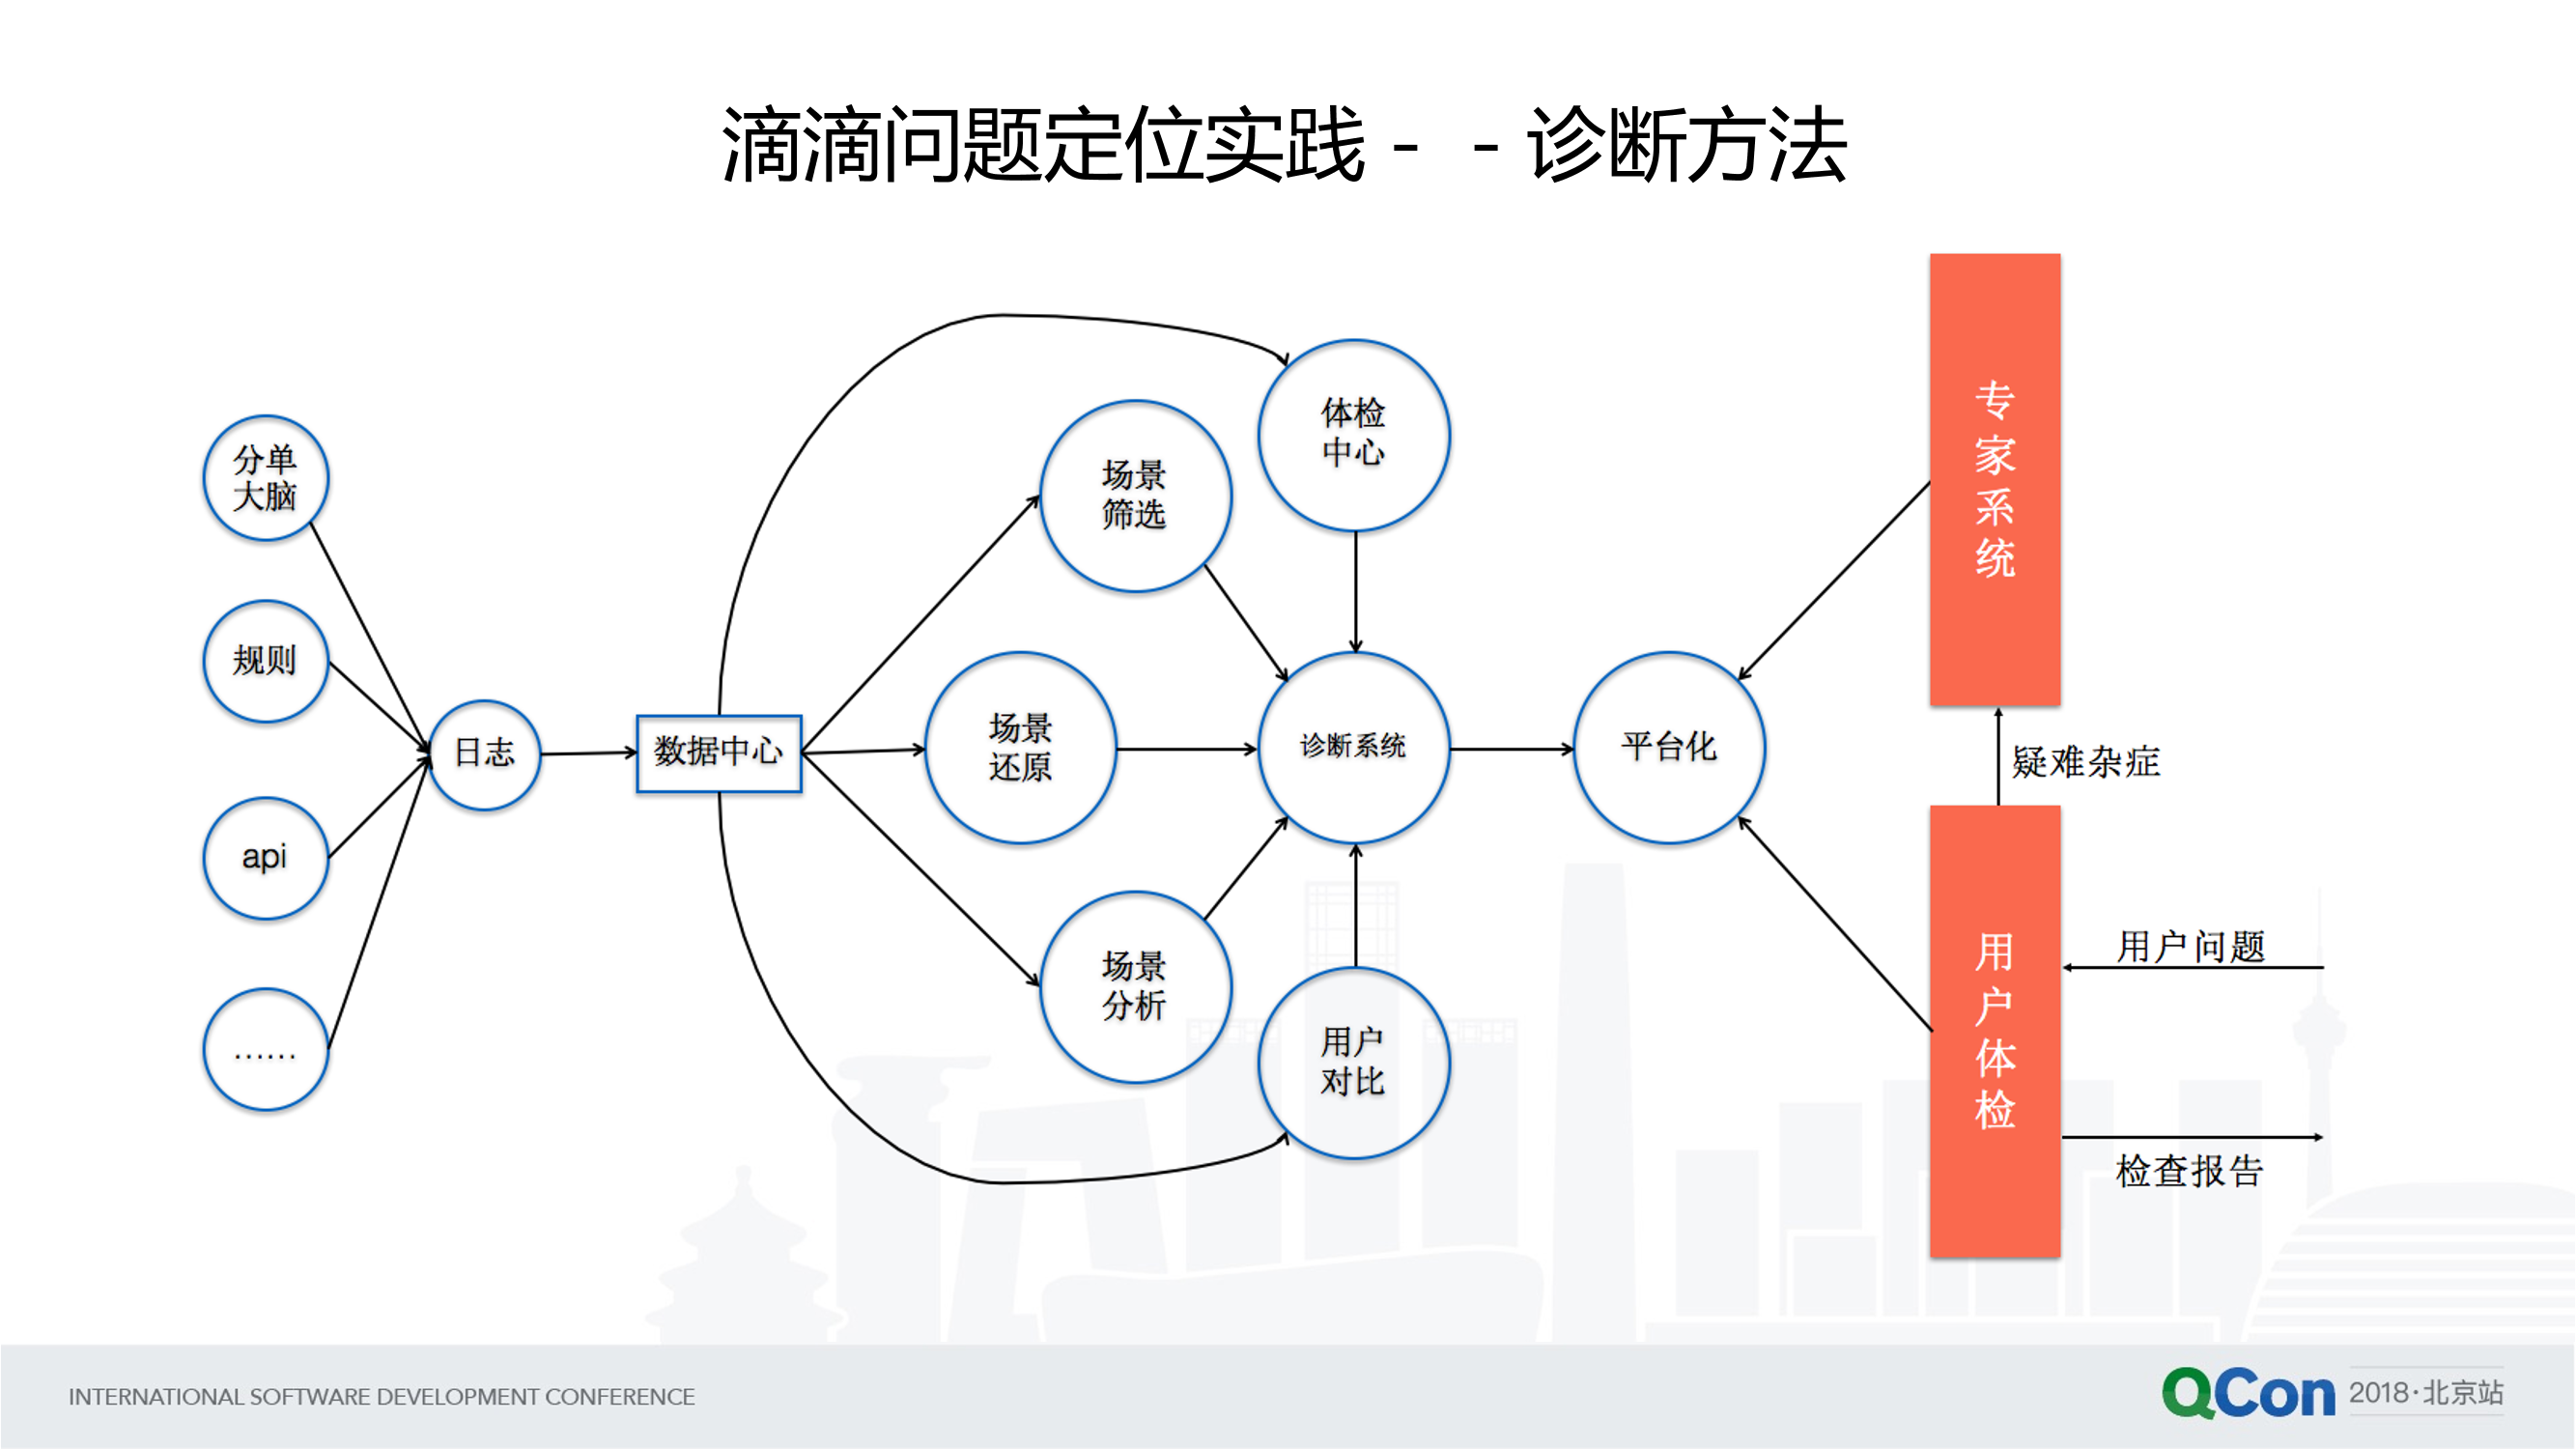 滴滴问题定位实践- -诊断方法
分单
大脑
规则
api
……
日志
数据中心
场景
筛选
场景
还原
场景
分析
体检
中心
诊断系统
用户
对比
平台化
专
家
系
统
疑难杂症
用
户
体
检
用户问题
检查报告
INTERNATIONAL SOFTWARE DEVELOPMENT CONFERENCE
QCon 2018·北京站